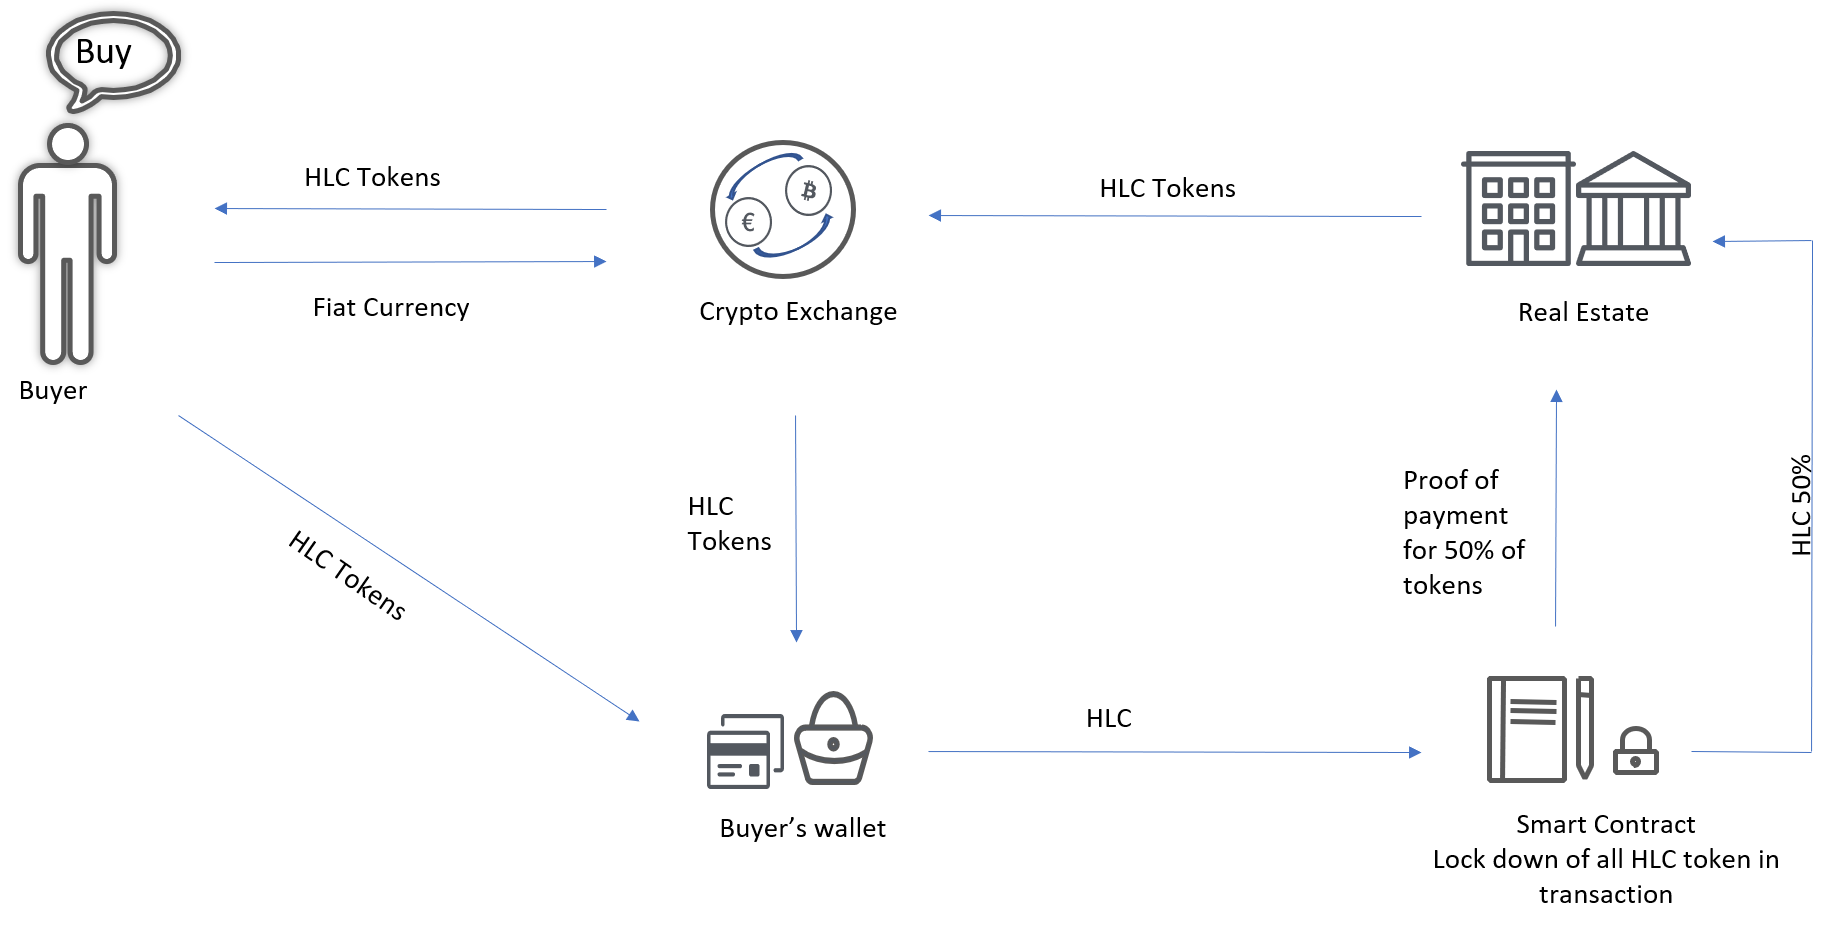 Buy
HLC Tokens
HLC Tokens
Fiat Currency
Crypto Exchange
Real Estate
Buyer
HLC
Tokens
HLC Tokens
Proof of
payment
for 50% of
tokens
HLC 50%
HLC
Buyer’s wallet
Smart Contract
Lock down of all HLC token in
transaction